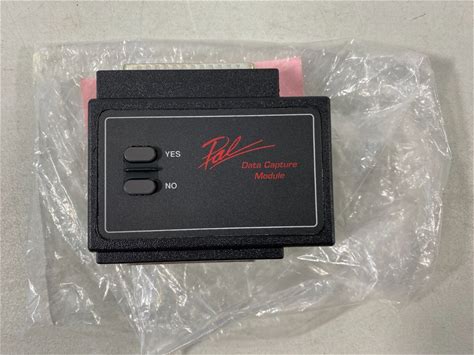 YES
NO
Pal
Data Capture
Module